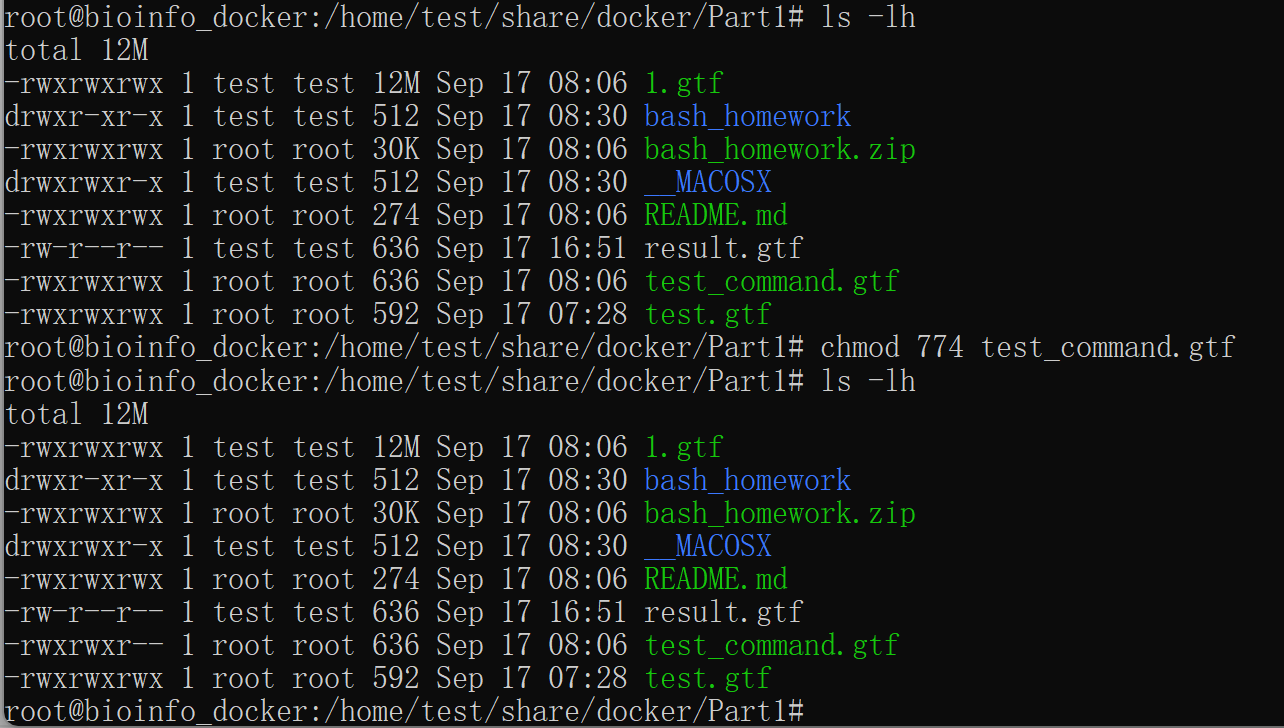 root@bioinfo_docker:/home/test/share/docker/Part1# ls -lh
total 12M
-rwxrwxrwx 1 test test 12M Sep 17 08:06 1.gtf
drwxr-xr-x 1 test test 512 Sep 17 08:30 bash_homework
-rwxrwxrwx 1 root root 30K Sep 17 08:06 bash_homework.zip
drwxrwxr-x 1 test test 512 Sep 17 08:30 __MACOSX
-rwxrwxrwx 1 root root 274 Sep 17 08:06 README.md
-rw-r--r-- 1 test test 636 Sep 17 16:51 result.gtf
-rwxrwxrwx 1 root root 636 Sep 17 08:06 test_command.gtf
-rwxrwxrwx 1 root root 592 Sep 17 07:28 test.gtf
root@bioinfo_docker:/home/test/share/docker/Part1# chmod 774 test_command.gtf
root@bioinfo_docker:/home/test/share/docker/Part1# ls -lh
total 12M
-rwxrwxrwx 1 test test 12M Sep 17 08:06 1.gtf
drwxr-xr-x 1 test test 512 Sep 17 08:30 bash_homework
-rwxrwxrwx 1 root root 30K Sep 17 08:06 bash_homework.zip
drwxrwxr-x 1 test test 512 Sep 17 08:30 __MACOSX
-rwxrwxrwx 1 root root 274 Sep 17 08:06 README.md
-rw-r--r-- 1 test test 636 Sep 17 16:51 result.gtf
-rwxrwxr-- 1 root root 636 Sep 17 08:06 test_command.gtf
-rwxrwxrwx 1 root root 592 Sep 17 07:28 test.gtf
root@bioinfo_docker:/home/test/share/docker/Part1#